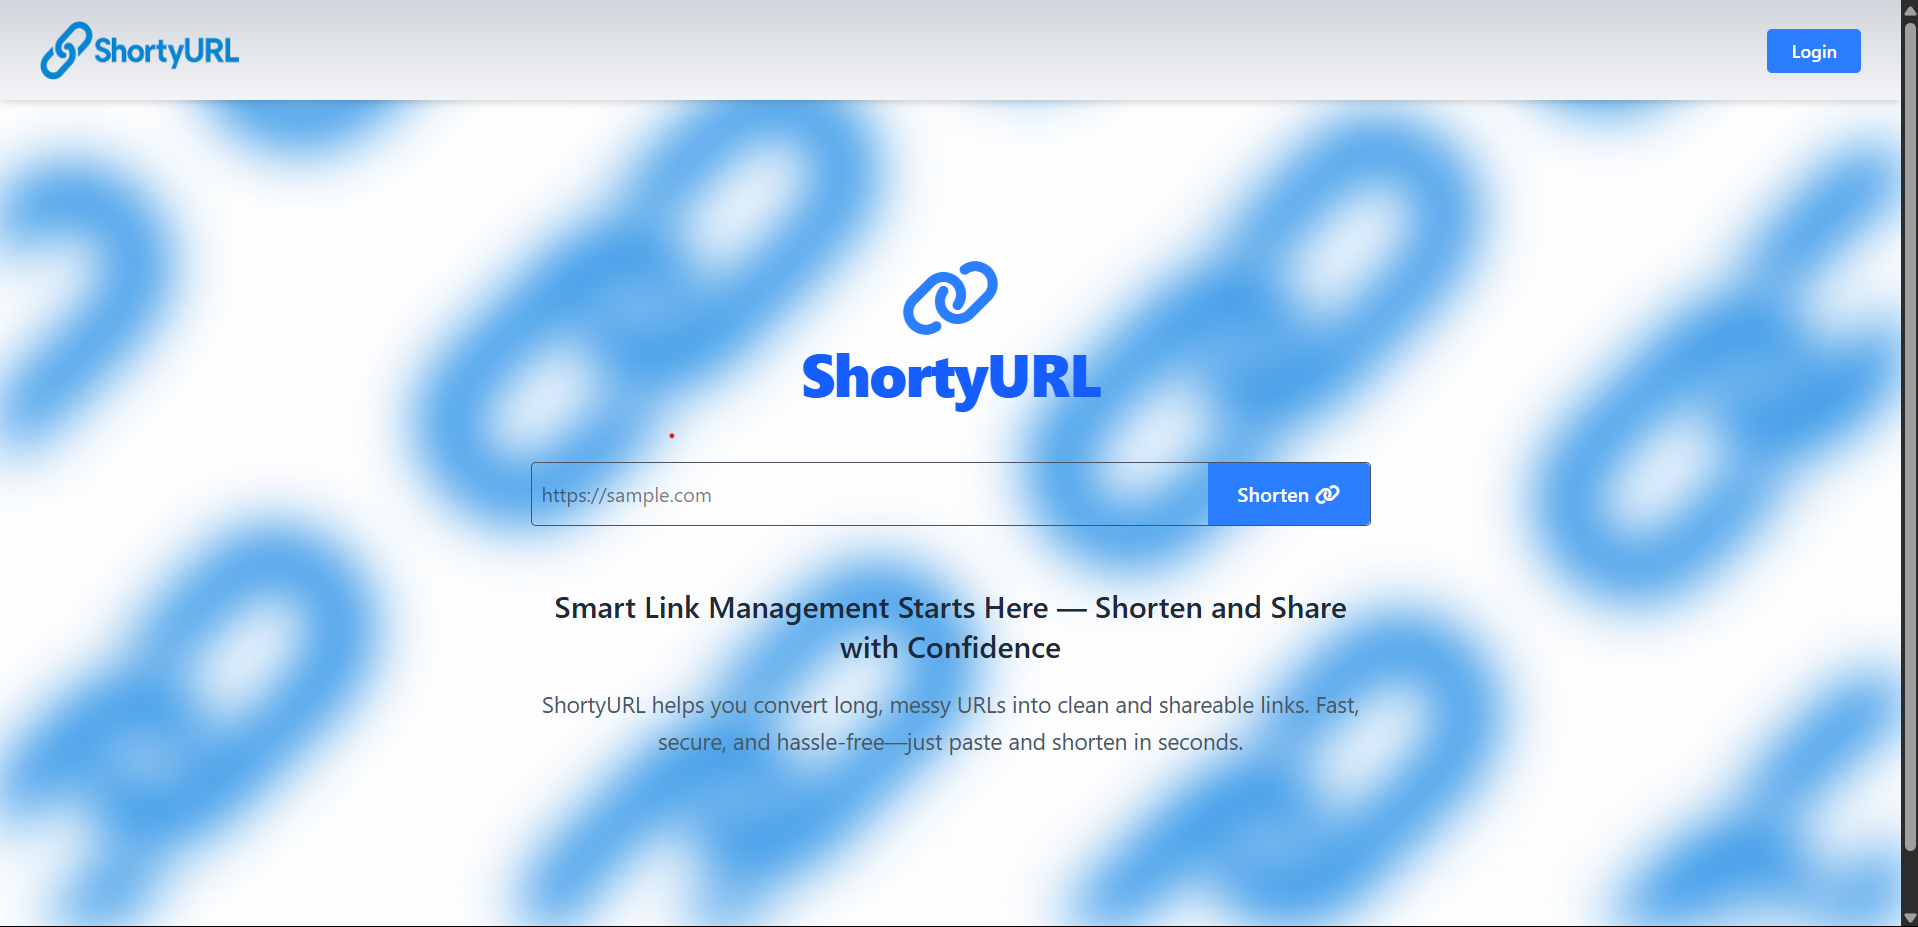 ShortyURL
Login
ShortyURL
https://sample.com
Shorten
Smart Link Management Starts Here — Shorten and Share
with Confidence
ShortyURL helps you convert long, messy URLs into clean and shareable links. Fast,
secure, and hassle-free—just paste and shorten in seconds.